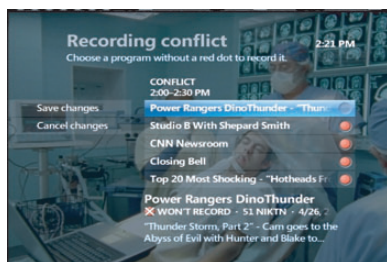 Recording conflict
2:21 PM
Choose a program without a red dot to record it.
CONFLICT
2:00-2:30 PM
Save changes
Power Rangers DinoThunder - "Thun
Cancel changes
Studio B With Shepard Smith
CNN Newsroom
Closing Bell
Top 20 Most Shocking - "Hotheads Fr
Power Rangers DinoThunder
WON'T RECORD · 51 NIKTN · 4/26, 2
"Thunder Storm, Part 2" - Cam goes to the
Abyss of Evil with Hunter and Blake to...